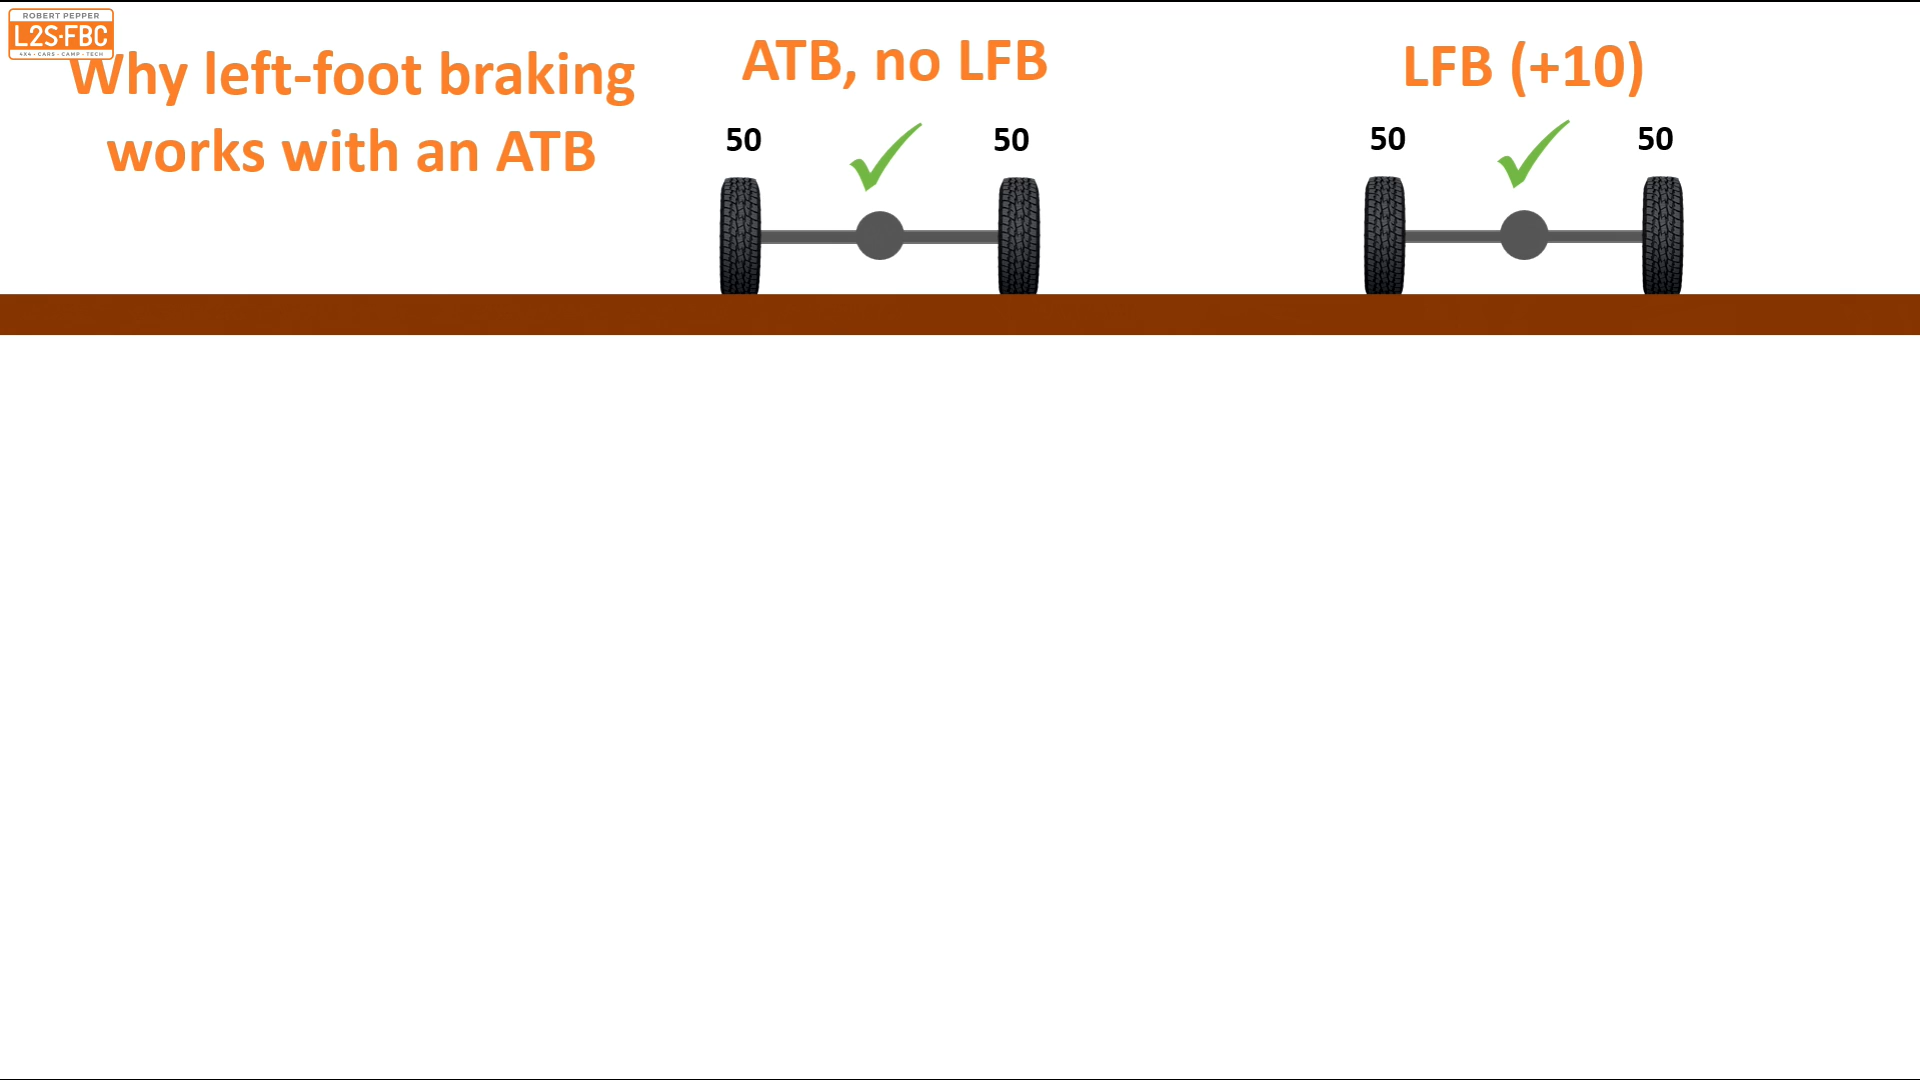 ROBERT PEPPER
L2S·FBC
4X4 • CARS • CAMP • TECH
Why left-foot braking
works with an ATB
ATB, no LFB
LFB (+10)
50 50 50 50